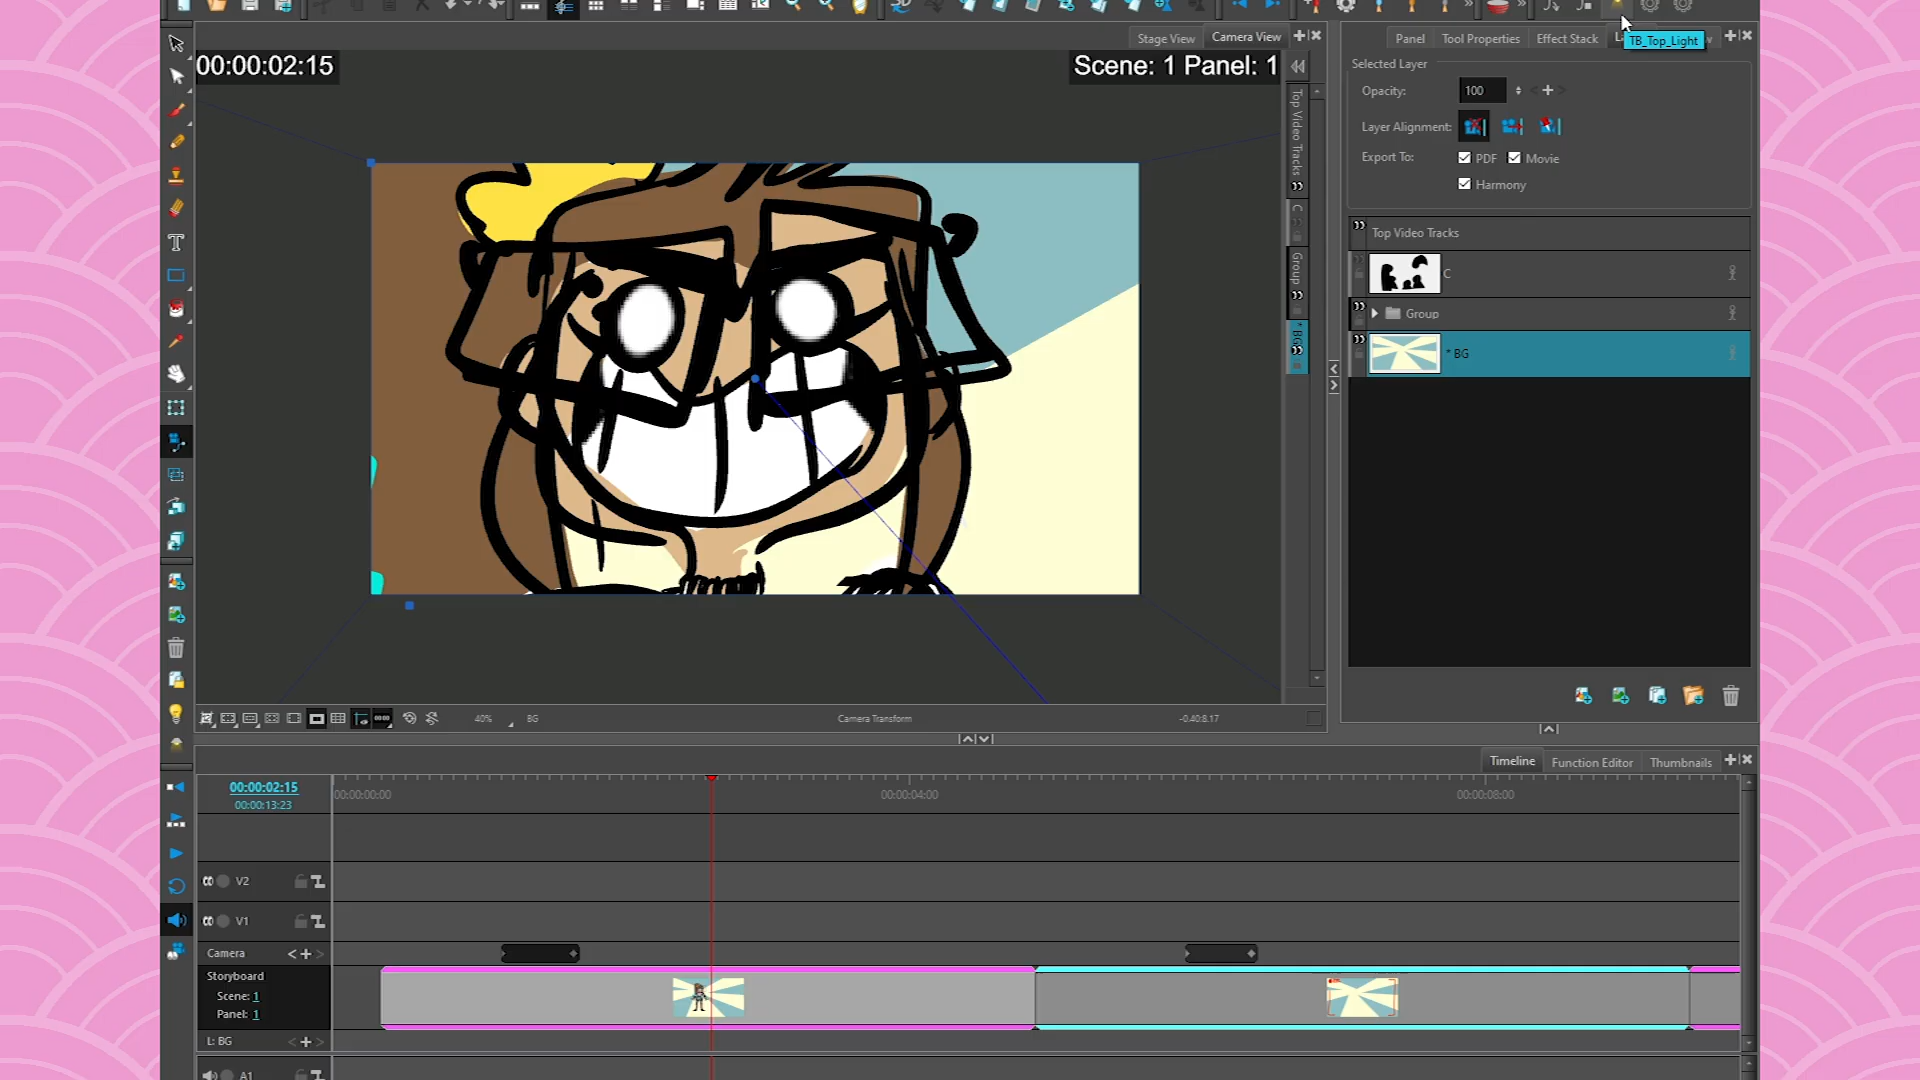 Stage View
Camera View
00:00:02:15
Scene: 1 Panel: 1
Top Video Tracks
C
Group
* BG
Panel
Tool Properties
Effect Stack
TB_Top_Light
Selected Layer
Opacity:
100
Layer Alignment:
Export To:
PDF
Movie
Harmony
Top Video Tracks
C
Group
* BG
40%
BG
Camera Transform
-0.40:8.17
Timeline
Function Editor
Thumbnails
00:00:02:15
00:00:13:23
00:00:00:00
00:00:04:00
00:00:08:00
V2
V1
Camera
Storyboard
Scene: 1
Panel: 1
L: BG
A1